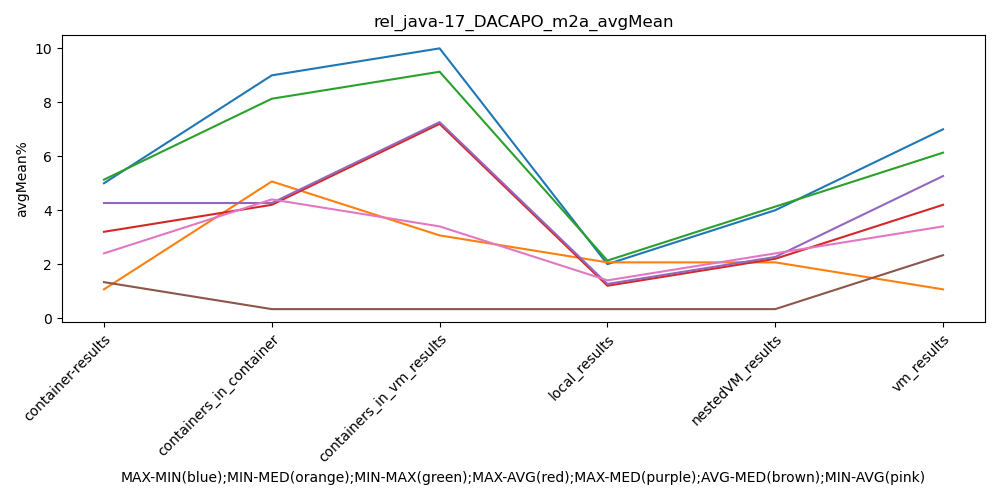 rel_java-17_DACAPO_m2a_avgMean
avgMean%
10
8
6
4
2
0
container-results
containers_in_container
containers_in_vm_results
local_results
nestedVM_results
vm_results
MAX-MIN(blue);MIN-MED(orange);MIN-MAX(green);MAX-AVG(red);MAX-MED(purple);AVG-MED(brown);MIN-AVG(pink)